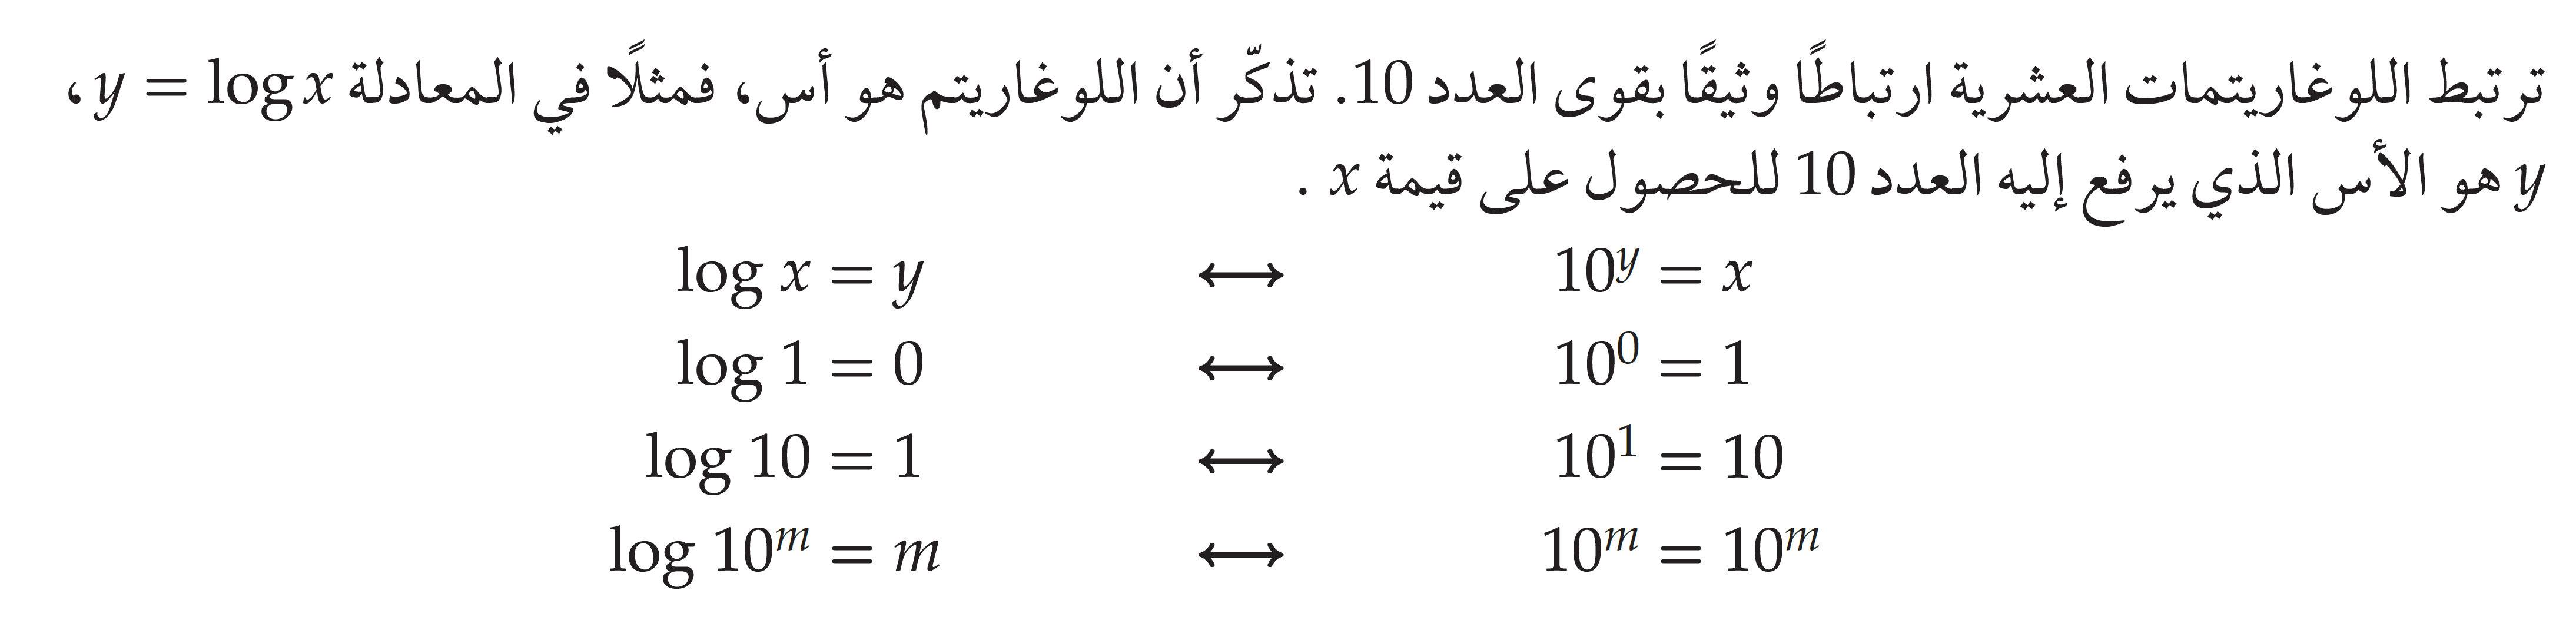 ترتبط اللوغاريتمات العشرية ارتباطًا وثيقًا بقوى العدد 10. تذكّر أن اللوغاريتم هو أس، فمثلًا في المعادلة y = log x،
y هو الأس الذي يرفع إليه العدد 10 للحصول على قيمة x .
log x = y ⟷ 10^y = x
log 1 = 0 ⟷ 10^0 = 1
log 10 = 1 ⟷ 10^1 = 10
log 10^m = m ⟷ 10^m = 10^m